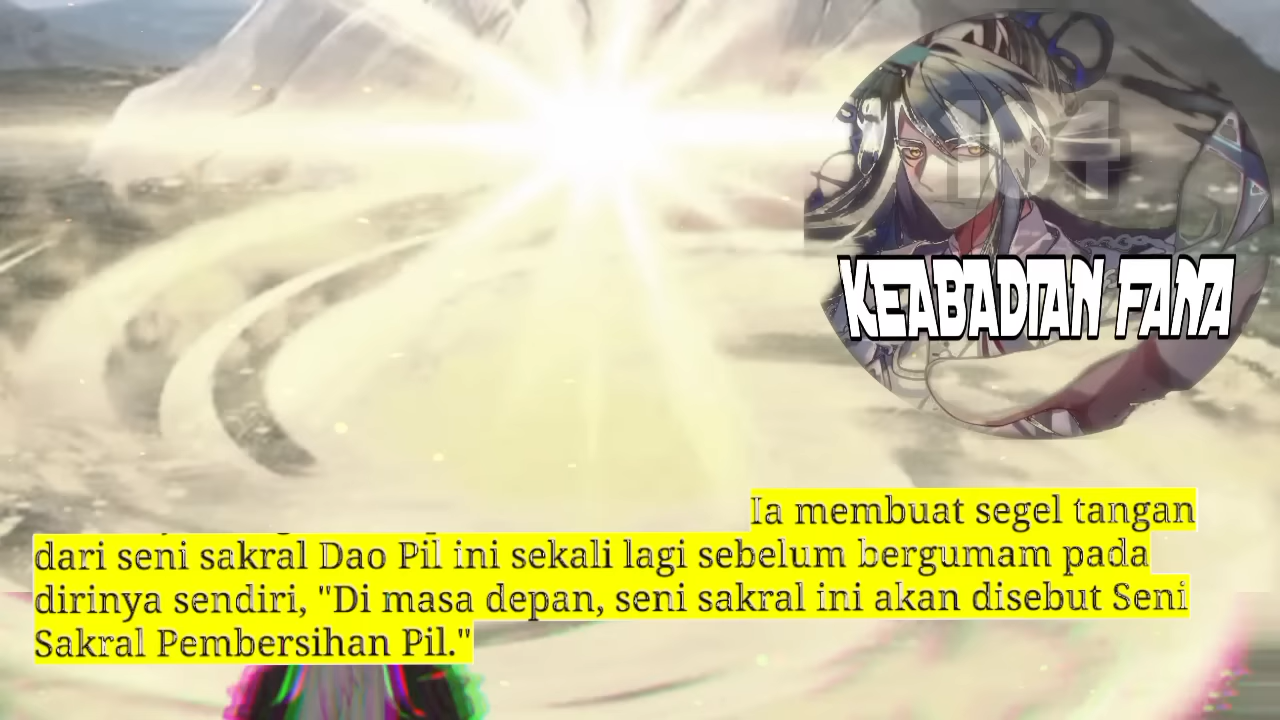 KEABADIAN FANA
Ia membuat segel tangan
dari seni sakral Dao Pil ini sekali lagi sebelum bergumam pada
dirinya sendiri, "Di masa depan, seni sakral ini akan disebut Seni
Sakral Pembersihan Pil."